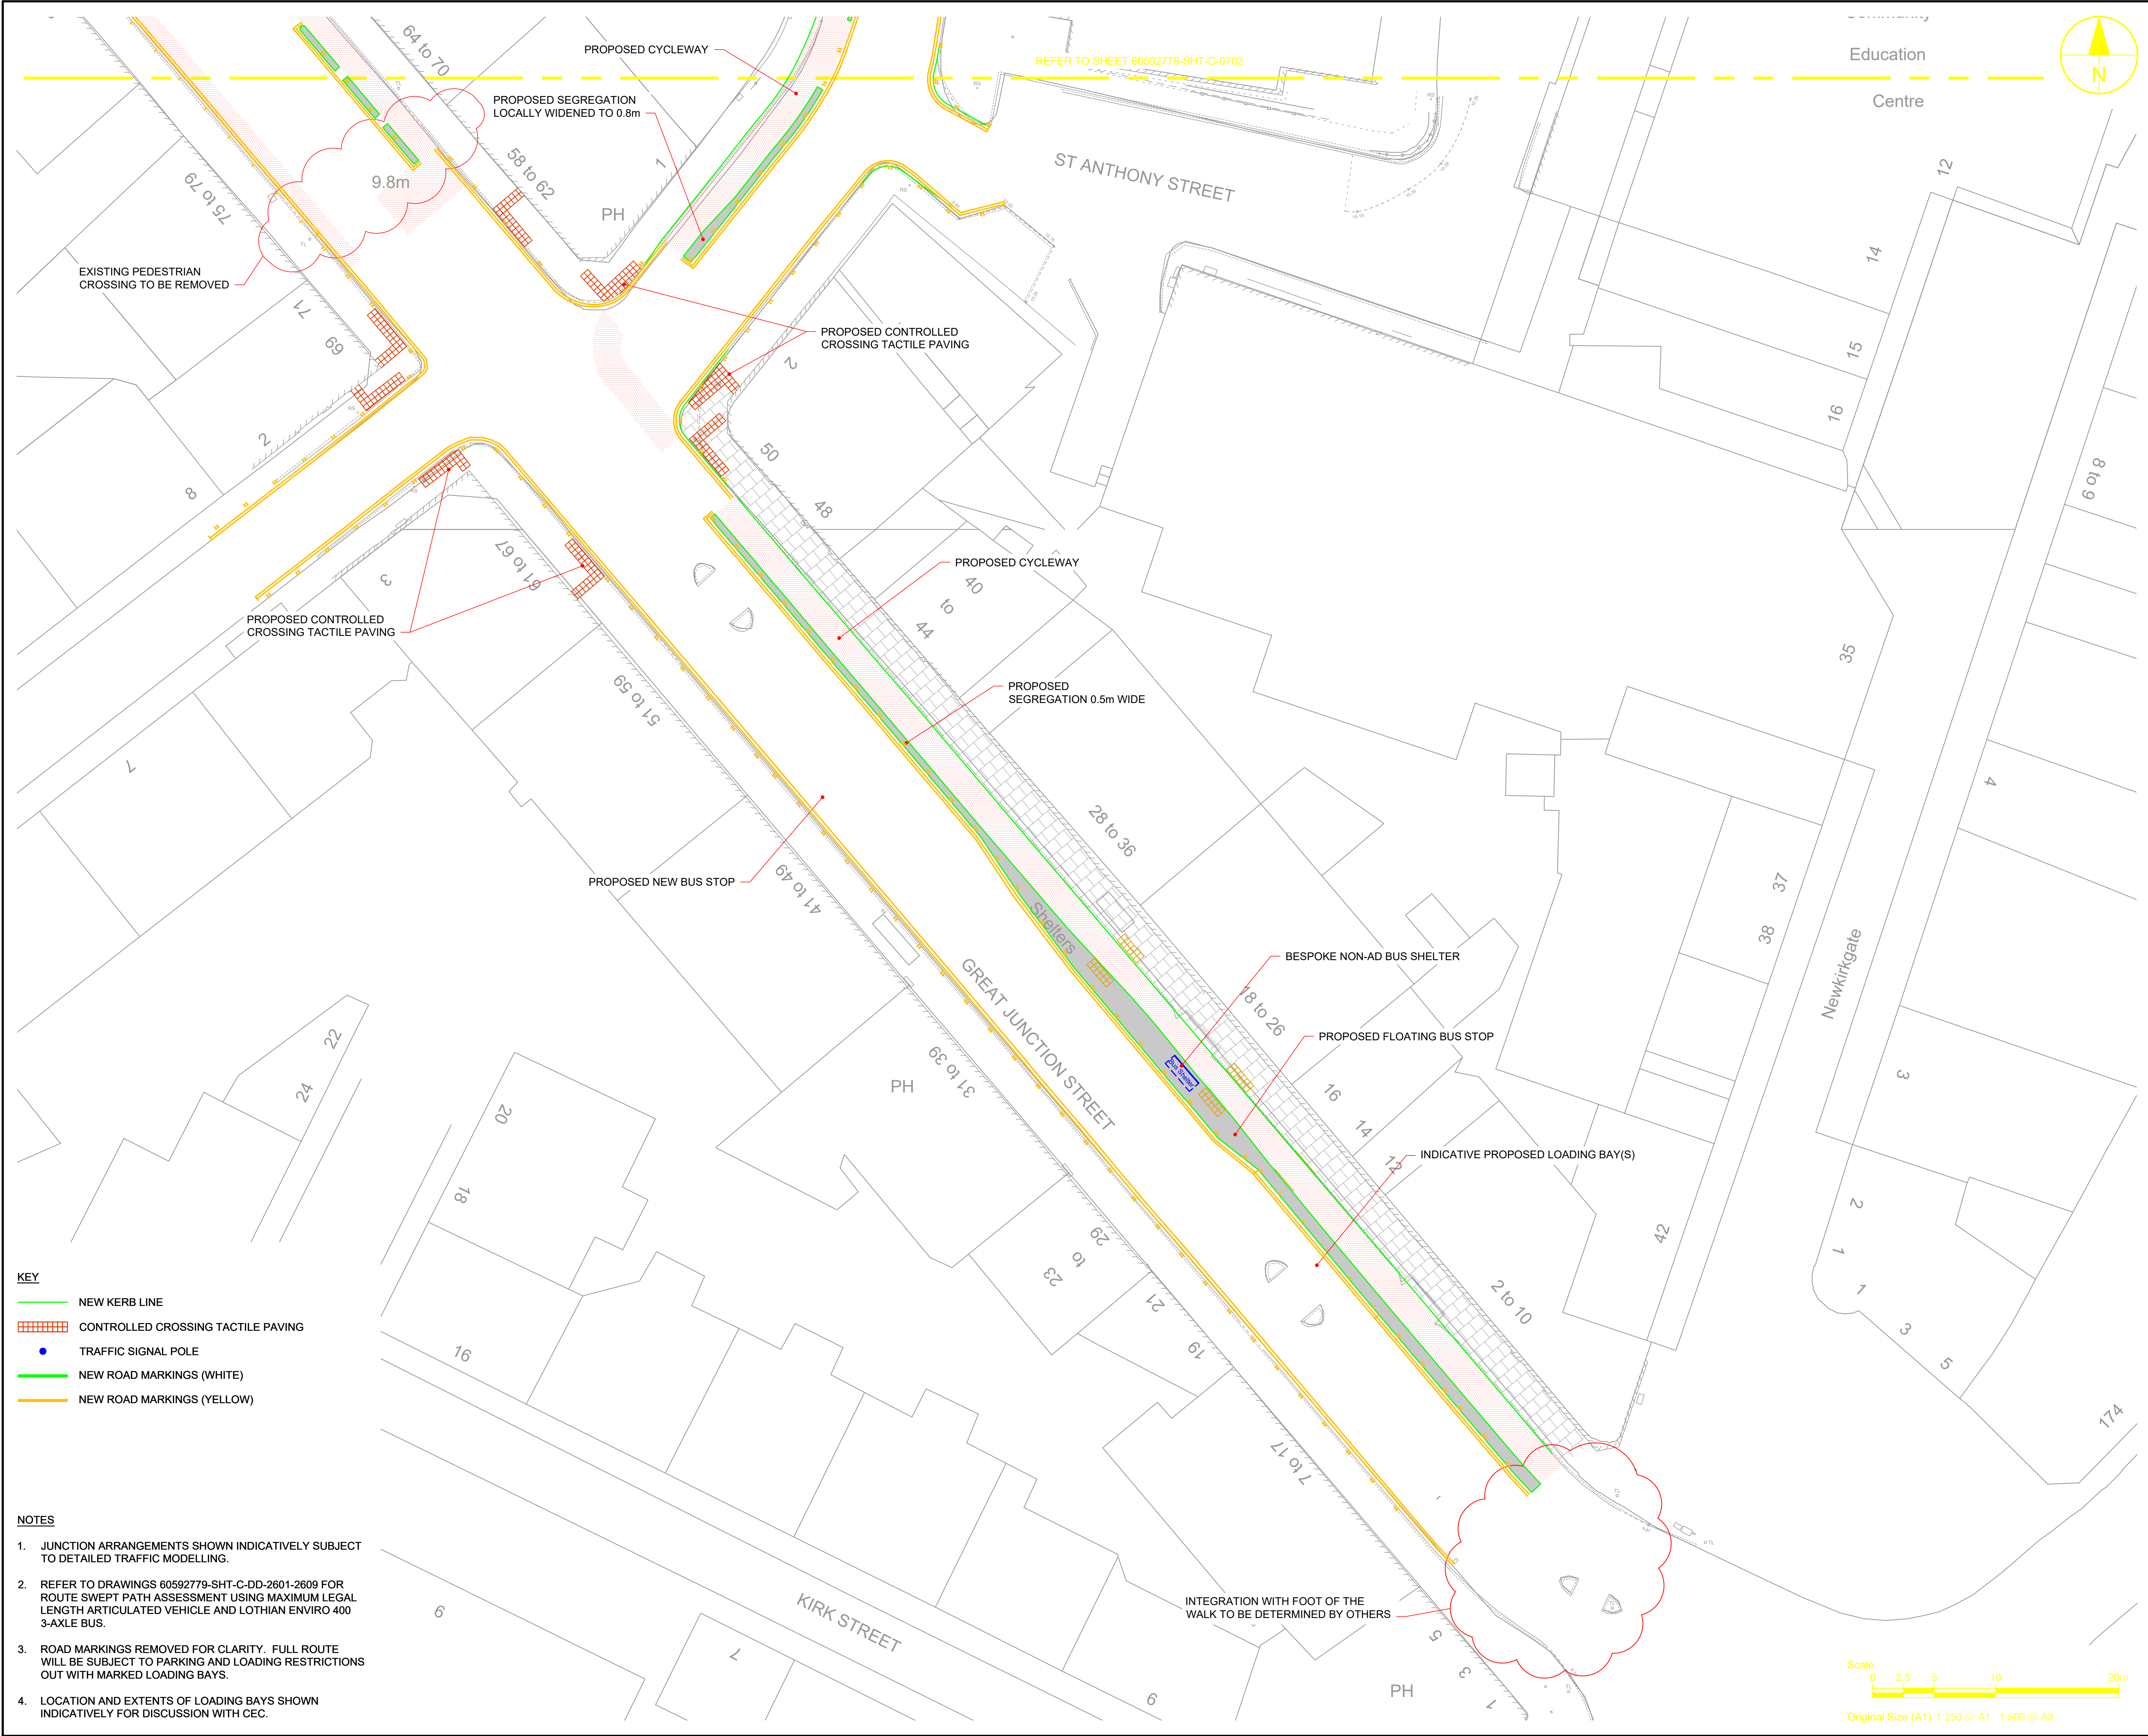 Education
Centre
N
REFER TO SHEET 60592779-SHT-C-0702
PROPOSED CYCLEWAY
PROPOSED SEGREGATION
LOCALLY WIDENED TO 0.8m
64 to 70
58 to 62
1
PH
9.8m
75 to 79
71
69
ST ANTHONY STREET
EXISTING PEDESTRIAN
CROSSING TO BE REMOVED
PROPOSED CONTROLLED
CROSSING TACTILE PAVING
2
8
2
50
48
12
14
15
16
8 to 9
3
61 to 67
PROPOSED CONTROLLED
CROSSING TACTILE PAVING
PROPOSED CYCLEWAY
40
to
44
PROPOSED
SEGREGATION 0.5m WIDE
51 to 59
7
35
4
28 to 36
PROPOSED NEW BUS STOP
41 to 49
37
38
Newkirkgate
Shelters
GREAT JUNCTION STREET
BESPOKE NON-AD BUS SHELTER
18 to 26
PROPOSED FLOATING BUS STOP
Bus Shelter
31 to 39
PH
22
24
20
18
16
16
14
12
INDICATIVE PROPOSED LOADING BAY(S)
42
3
2
1
1
3
5
174
29
to
23
21
19
2 to 10
7 to 17
KEY
NEW KERB LINE
CONTROLLED CROSSING TACTILE PAVING
TRAFFIC SIGNAL POLE
NEW ROAD MARKINGS (WHITE)
NEW ROAD MARKINGS (YELLOW)
NOTES
1. JUNCTION ARRANGEMENTS SHOWN INDICATIVELY SUBJECT
TO DETAILED TRAFFIC MODELLING.
2. REFER TO DRAWINGS 60592779-SHT-C-DD-2601-2609 FOR
ROUTE SWEPT PATH ASSESSMENT USING MAXIMUM LEGAL
LENGTH ARTICULATED VEHICLE AND LOTHIAN ENVIRO 400
3-AXLE BUS.
3. ROAD MARKINGS REMOVED FOR CLARITY. FULL ROUTE
WILL BE SUBJECT TO PARKING AND LOADING RESTRICTIONS
OUT WITH MARKED LOADING BAYS.
4. LOCATION AND EXTENTS OF LOADING BAYS SHOWN
INDICATIVELY FOR DISCUSSION WITH CEC.
9
7
KIRK STREET
9
INTEGRATION WITH FOOT OF THE
WALK TO BE DETERMINED BY OTHERS
5
3
1
PH
Scale
0 2.5 5 10 20m
Original Size (A1) 1:250 @ A1